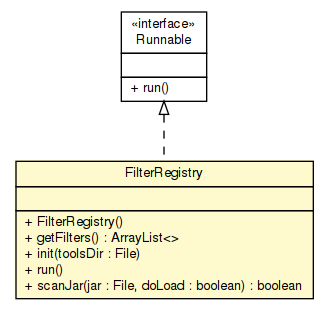 «interface»
Runnable
+ run()
FilterRegistry
+ FilterRegistry()
+ getFilters() : ArrayList<>
+ init(toolsDir : File)
+ run()
+ scanJar(jar : File, doLoad : boolean) : boolean